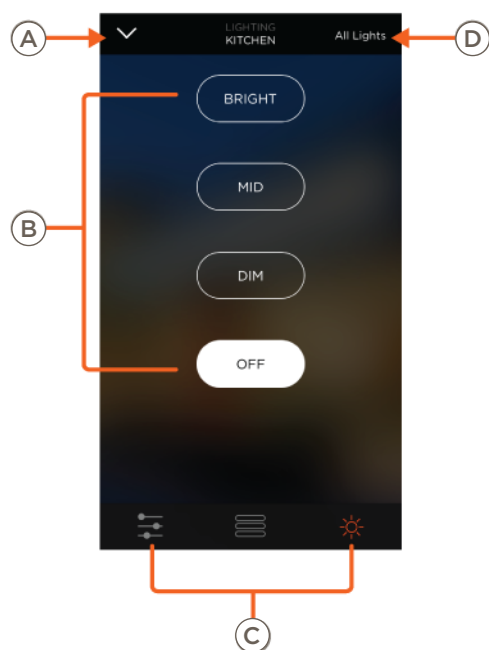 A
LIGHTING
KITCHEN
All Lights
D
BRIGHT
MID
B
DIM
OFF
C